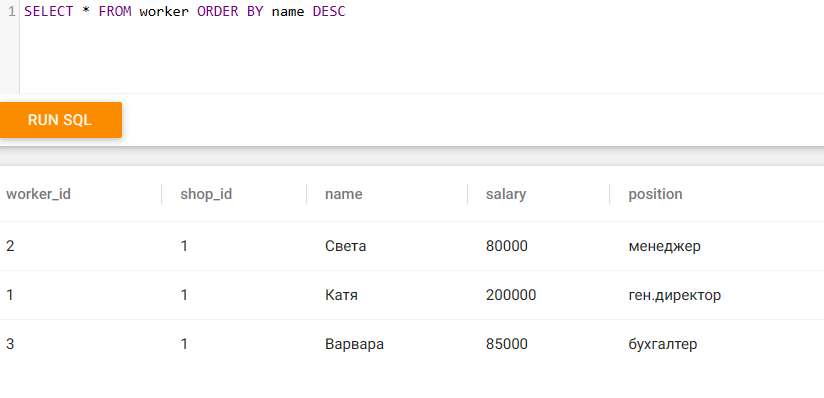 1 SELECT * FROM worker ORDER BY name DESC
RUN SQL
worker_id shop_id name salary position
2 1 Света 80000 менеджер
1 1 Катя 200000 ген.директор
3 1 Варвара 85000 бухгалтер